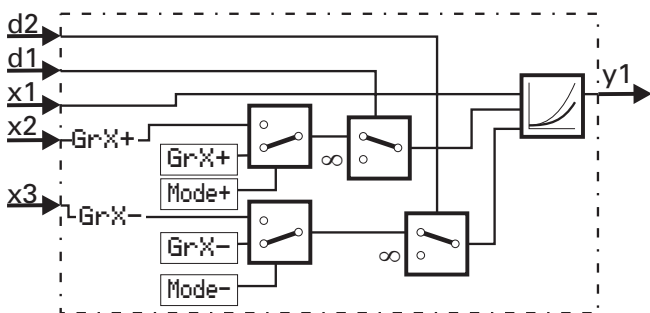 d2
d1
x1
x2
x3
GrX+
GrX+
∞
Mode+
GrX-
GrX-
∞
Mode-
y1